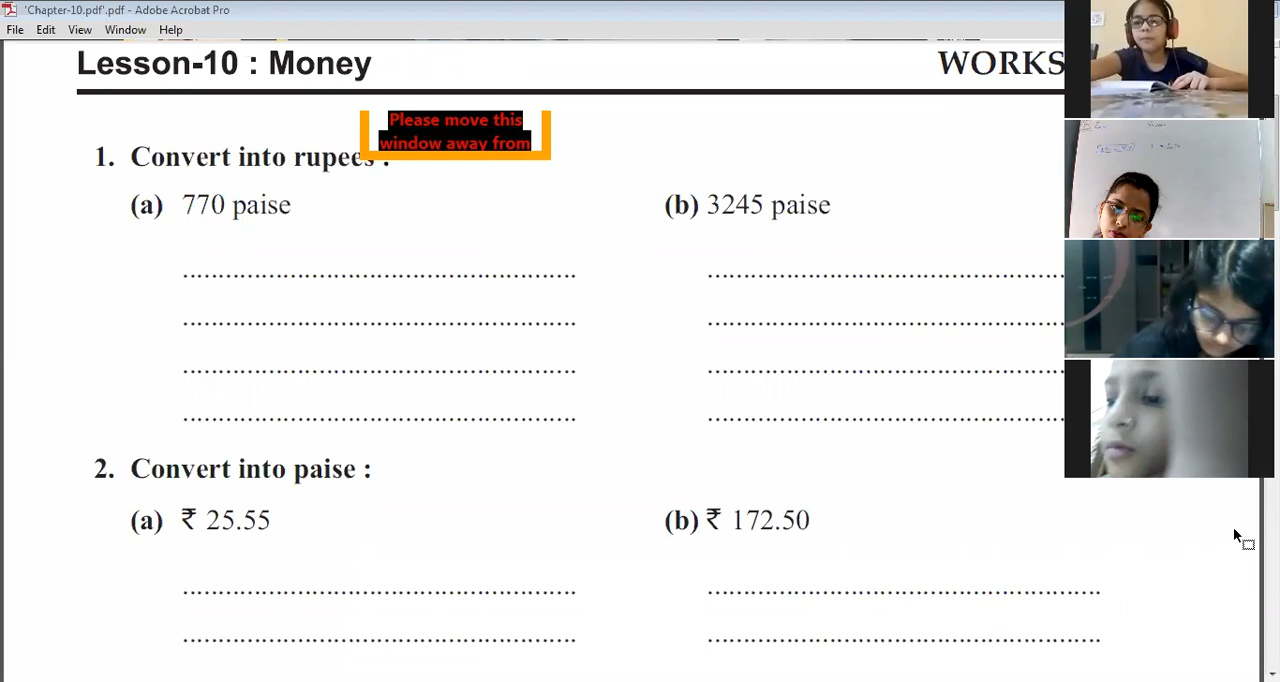 'Chapter-10.pdf'.pdf - Adobe Acrobat Pro
File Edit View Window Help
Lesson-10 : Money WORKS
Please move this
window away from
1. Convert into rupees :
(a) 770 paise (b) 3245 paise
2. Convert into paise :
(a) ₹ 25.55 (b) ₹ 172.50